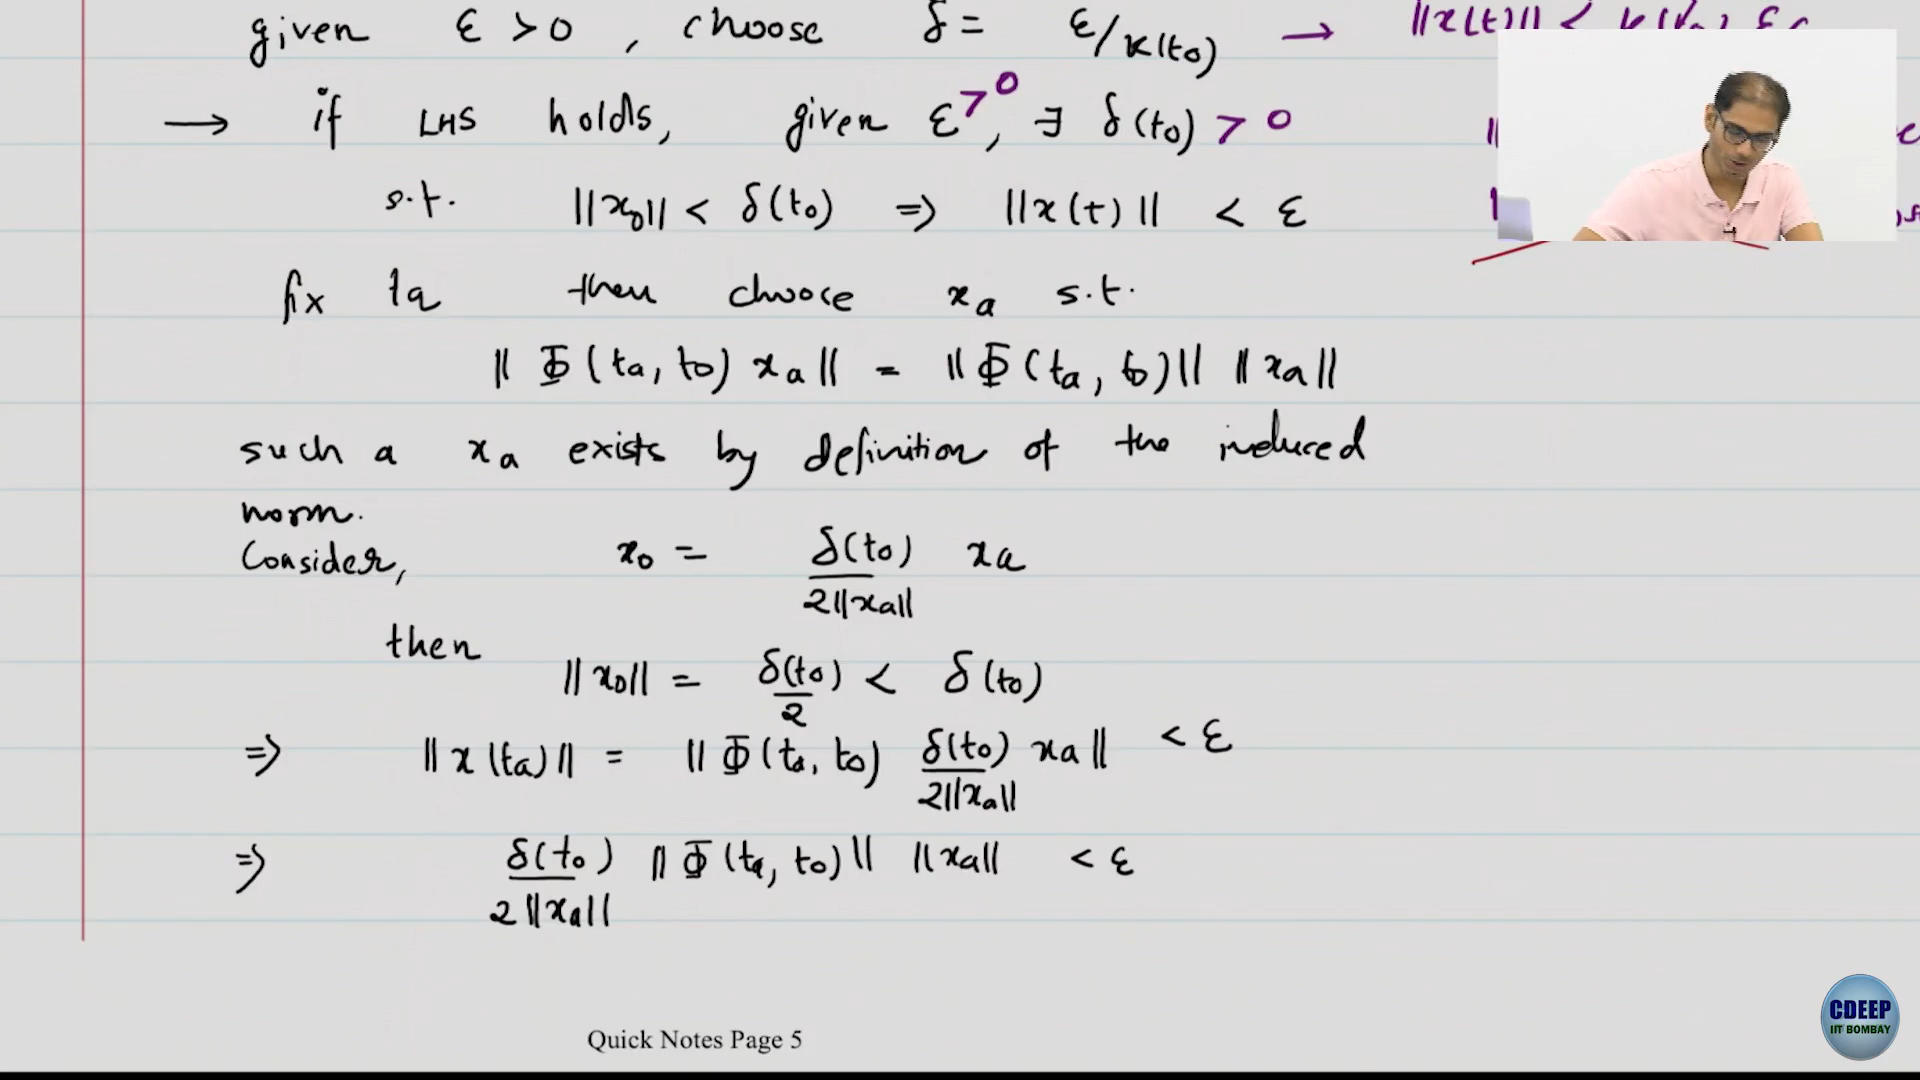 given ε > 0 , choose δ = ε/K(t0) →
→ if LHS holds, given ε > 0, ∃ δ(t0) > 0
s.t. ||x0|| < δ(t0) ⇒ ||x(t)|| < ε
fix ta then choose xa s.t.
|| Φ(ta, t0) xa || = || Φ(ta, t0) || ||xa||
such a xa exists by definition of the induced
norm.
Consider, x0 = δ(t0)/2||xa|| xa
then
||x0|| = δ(t0)/2 < δ(t0)
⇒ || x(ta) || = || Φ(ta, t0) δ(t0)/2||xa|| xa || < ε
⇒ δ(t0)/2||xa|| || Φ(ta, t0) || ||xa|| < ε
Quick Notes Page 5
CDEEP
IIT BOMBAY